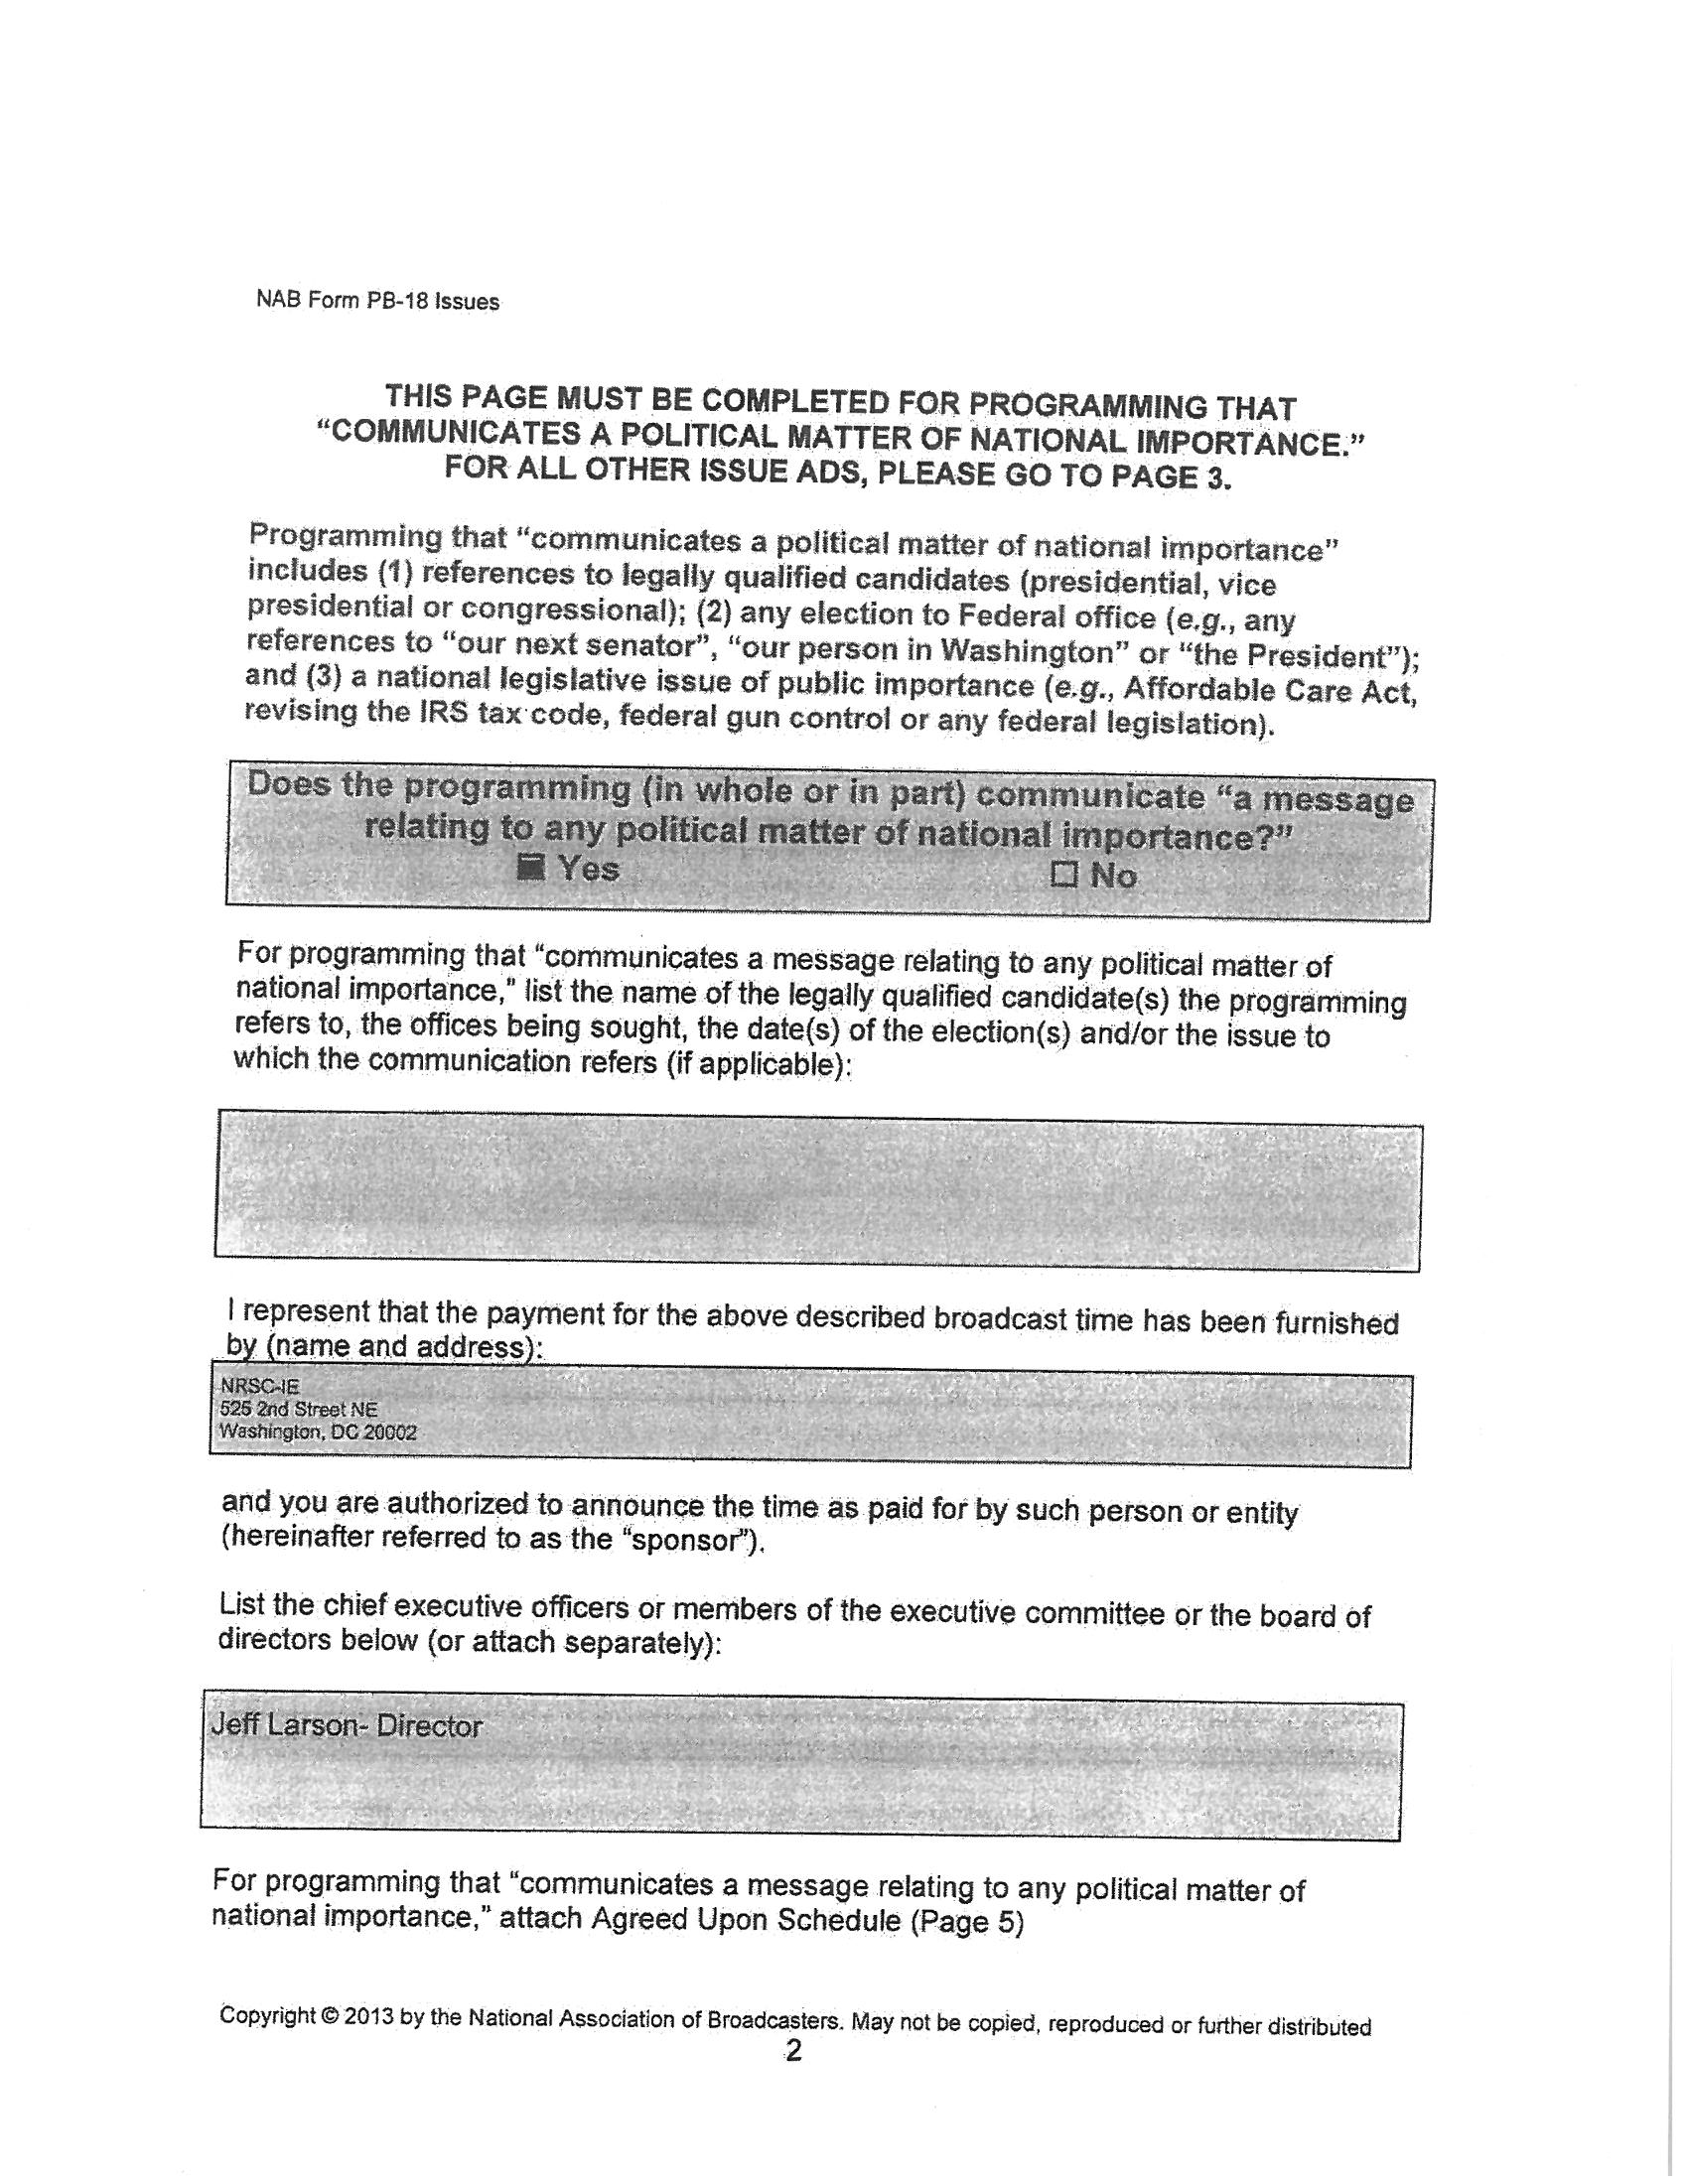 NAB Form PB-18 Issues
THIS PAGE MUST BE COMPLETED FOR PROGRAMMING THAT
“COMMUNICATES A POLITICAL MATTER OF NATIONAL IMPORTANCE.”
FOR ALL OTHER ISSUE ADS, PLEASE GO TO PAGE 3.
Programming that “communicates a political matter of national importance”
includes (1) references to legally qualified candidates (presidential, vice
presidential or congressional); (2) any election to Federal office (e.g., any
references to “our next senator”, “our person in Washington” or “the President”);
and (3) a national legislative issue of public importance (e.g., Affordable Care Act,
revising the IRS tax code, federal gun control or any federal legislation).
Does the programming (in whole or in part) communicate “a message
relating to any political matter of national importance?”
Yes No
For programming that “communicates a message relating to any political matter of
national importance,” list the name of the legally qualified candidate(s) the programming
refers to, the offices being sought, the date(s) of the election(s) and/or the issue to
which the communication refers (if applicable):
I represent that the payment for the above described broadcast time has been furnished
by (name and address):
NRSC-IE
525 2nd Street NE
Washington, DC 20002
and you are authorized to announce the time as paid for by such person or entity
(hereinafter referred to as the “sponsor”).
List the chief executive officers or members of the executive committee or the board of
directors below (or attach separately):
Jeff Larson- Director
For programming that “communicates a message relating to any political matter of
national importance,” attach Agreed Upon Schedule (Page 5)
Copyright © 2013 by the National Association of Broadcasters. May not be copied, reproduced or further distributed
2